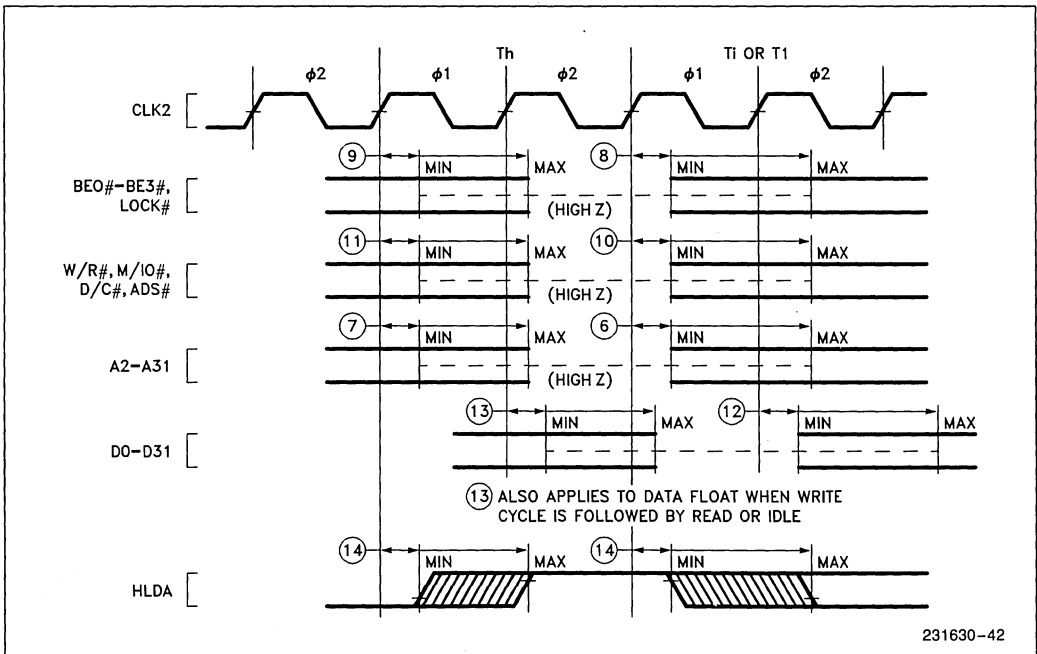 Th Ti OR T1
ϕ2 ϕ1 ϕ2 ϕ1 ϕ2
CLK2
9 MIN MAX 8 MIN MAX
BE0#-BE3#,
LOCK#
(HIGH Z)
11 MIN MAX 10 MIN MAX
W/R#, M/IO#,
D/C#, ADS#
(HIGH Z)
7 MIN MAX 6 MIN MAX
A2-A31
(HIGH Z)
13 MIN MAX 12 MIN MAX
D0-D31
13 ALSO APPLIES TO DATA FLOAT WHEN WRITE
CYCLE IS FOLLOWED BY READ OR IDLE
14 MIN MAX 14 MIN MAX
HLDA
231630-42